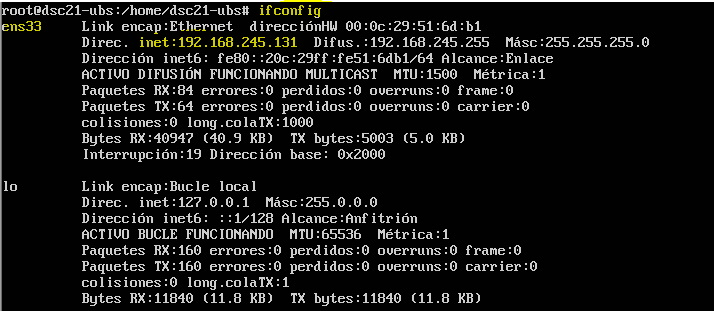 root@dsc21-ubs:/home/dsc21-ubs# ifconfig
ens33     Link encap:Ethernet  direcciónHW 00:0c:29:51:6d:b1
          Direc. inet:192.168.245.131  Difus.:192.168.245.255  Másc:255.255.255.0
          Dirección inet6: fe80::20c:29ff:fe51:6db1/64 Alcance:Enlace
          ACTIVO DIFUSIÓN FUNCIONANDO MULTICAST  MTU:1500  Métrica:1
          Paquetes RX:84 errores:0 perdidos:0 overruns:0 frame:0
          Paquetes TX:64 errores:0 perdidos:0 overruns:0 carrier:0
          colisiones:0 long.colaTX:1000
          Bytes RX:40947 (40.9 KB)  TX bytes:5003 (5.0 KB)
          Interrupción:19 Dirección base: 0x2000
lo        Link encap:Bucle local
          Direc. inet:127.0.0.1  Másc:255.0.0.0
          Dirección inet6: ::1/128 Alcance:Anfitrión
          ACTIVO BUCLE FUNCIONANDO  MTU:65536  Métrica:1
          Paquetes RX:160 errores:0 perdidos:0 overruns:0 frame:0
          Paquetes TX:160 errores:0 perdidos:0 overruns:0 carrier:0
          colisiones:0 long.colaTX:1
          Bytes RX:11840 (11.8 KB)  TX bytes:11840 (11.8 KB)